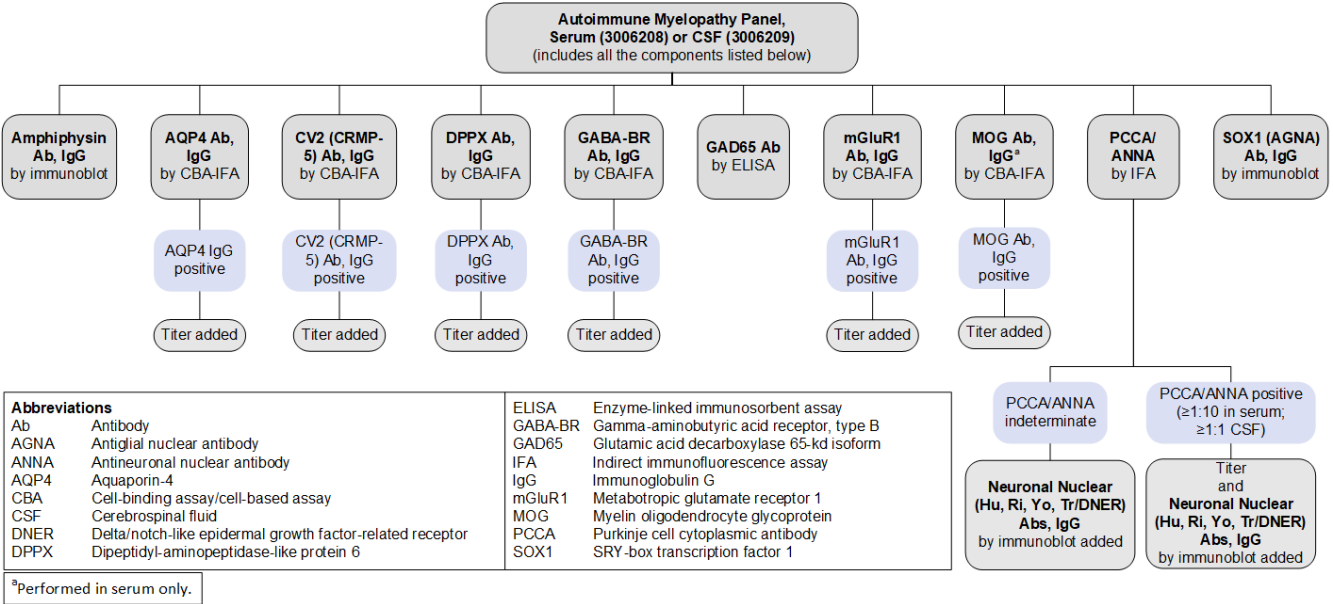 Autoimmune Myelopathy Panel,
Serum (3006208) or CSF (3006209)
(includes all the components listed below)
Amphiphysin
Ab, IgG
by immunoblot
AQP4 Ab,
IgG
by CBA-IFA
CV2 (CRMP-
5) Ab, IgG
by CBA-IFA
DPPX Ab,
IgG
by CBA-IFA
GABA-BR
Ab, IgG
by CBA-IFA
GAD65 Ab
by ELISA
mGluR1
Ab, IgG
by CBA-IFA
MOG Ab,
IgGa
by CBA-IFA
PCCA/
ANNA
by IFA
SOX1 (AGNA)
Ab, IgG
by immunoblot
AQP4 IgG
positive
CV2 (CRMP-
5) Ab, IgG
positive
DPPX Ab,
IgG
positive
GABA-BR
Ab, IgG
positive
mGluR1
Ab, IgG
positive
MOG Ab,
IgG
positive
Titer added
Titer added
Titer added
Titer added
Titer added
Titer added
PCCA/ANNA
indeterminate
PCCA/ANNA positive
(≥1:10 in serum;
≥1:1 CSF)
Neuronal Nuclear
(Hu, Ri, Yo, Tr/DNER)
Abs, IgG
by immunoblot added
Titer
and
Neuronal Nuclear
(Hu, Ri, Yo, Tr/DNER)
Abs, IgG
by immunoblot added
Abbreviations
Ab Antibody
AGNA Antiglial nuclear antibody
ANNA Antineuronal nuclear antibody
AQP4 Aquaporin-4
CBA Cell-binding assay/cell-based assay
CSF Cerebrospinal fluid
DNER Delta/notch-like epidermal growth factor-related receptor
DPPX Dipeptidyl-aminopeptidase-like protein 6
ELISA Enzyme-linked immunosorbent assay
GABA-BR Gamma-aminobutyric acid receptor, type B
GAD65 Glutamic acid decarboxylase 65-kd isoform
IFA Indirect immunofluorescence assay
IgG Immunoglobulin G
mGluR1 Metabotropic glutamate receptor 1
MOG Myelin oligodendrocyte glycoprotein
PCCA Purkinje cell cytoplasmic antibody
SOX1 SRY-box transcription factor 1
aPerformed in serum only.